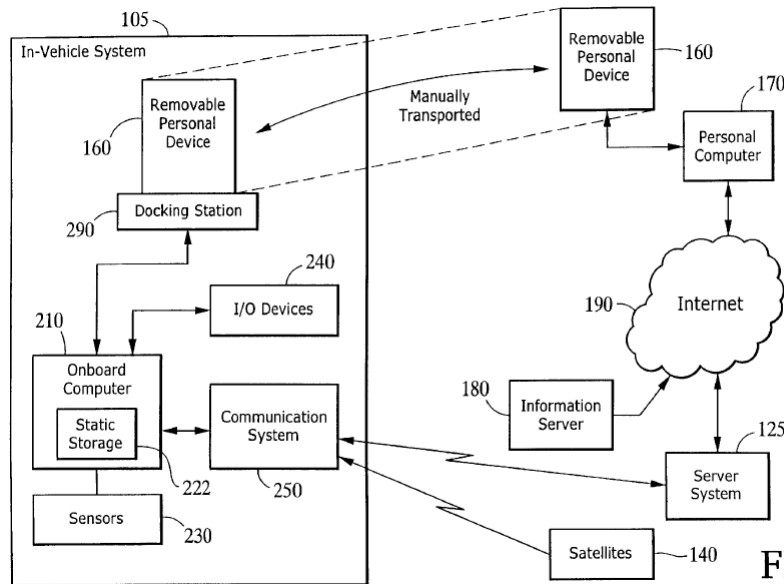 105
In-Vehicle System
Removable
Personal
Device
160
Docking Station
290
240
I/O Devices
210
Onboard
Computer
Static
Storage
222
Communication
System
250
Sensors
230
Manually
Transported
Removable
Personal
Device
160
170
Personal
Computer
Internet
190
180
Information
Server
125
Server
System
Satellites
140
F